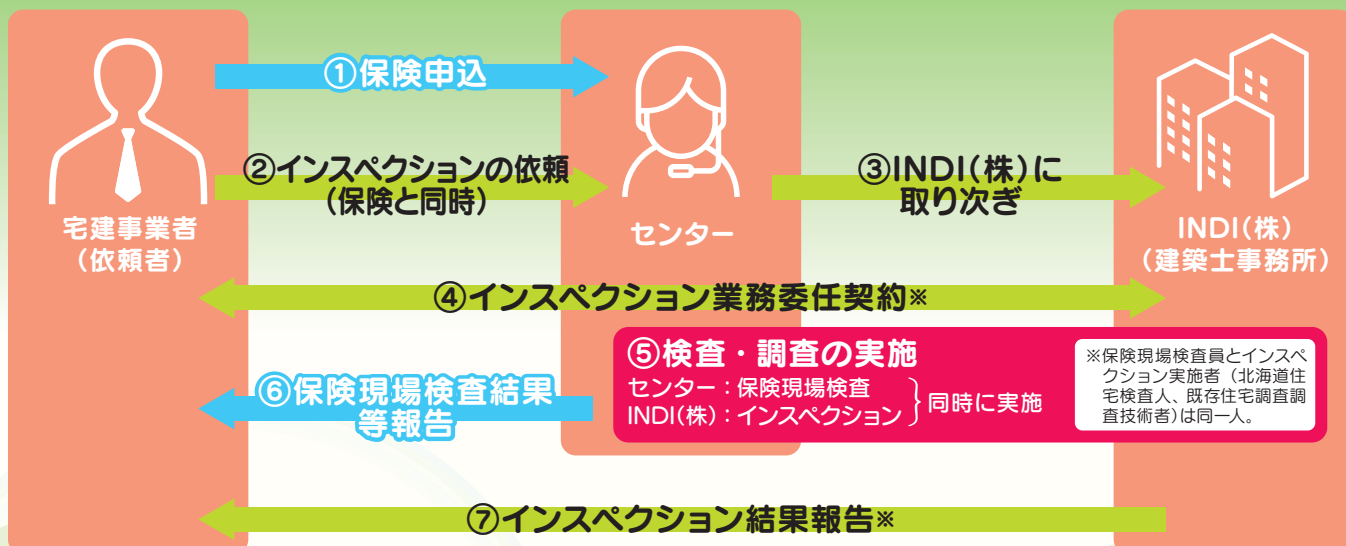 ①保険申込
②インスペクションの依頼
(保険と同時)
③INDI(株)に
取り次ぎ
宅建事業者
(依頼者)
センター
INDI(株)
(建築士事務所)
④インスペクション業務委任契約※
⑤検査・調査の実施
センター:保険現場検査
INDI(株):インスペクション
同時に実施
※保険現場検査員とインスペ
クション実施者(北海道住
宅検査人、既存住宅調査調
査技術者)は同一人。
⑥保険現場検査結果
等報告
⑦インスペクション結果報告※